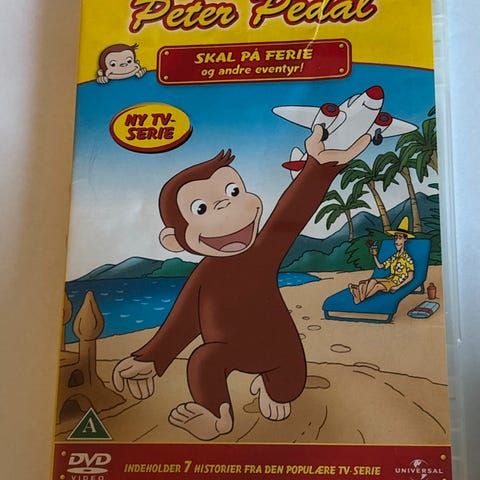 Peter Pedal
SKAL PÅ FERIE
og andre eventyr!
NY TV-
SERIE
A
DVD
VIDEO
INDEHOLDER 7 HISTORIER FRA DEN POPULÆRE TV-SERIE
UNIVERSAL